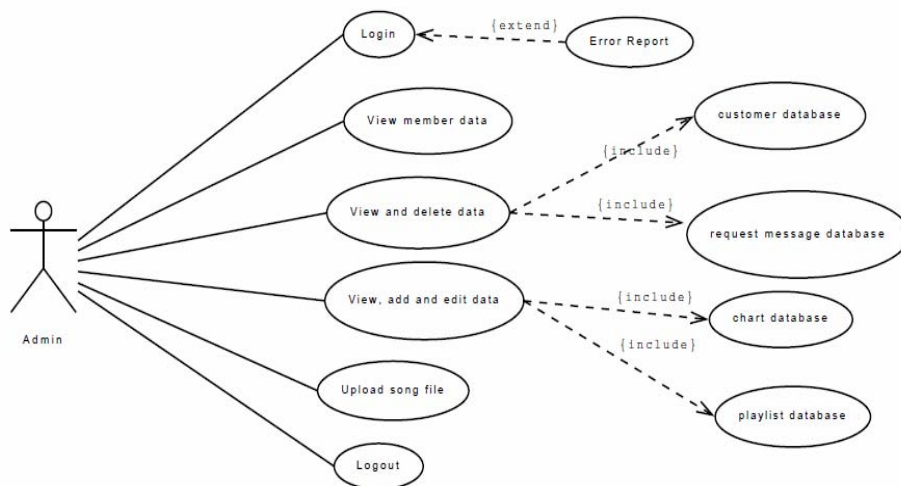 Login
{extend}
Error Report
View member data
customer database
{include}
View and delete data
{include}
request message database
View, add and edit data
{include}
chart database
{include}
Admin
Upload song file
playlist database
Logout